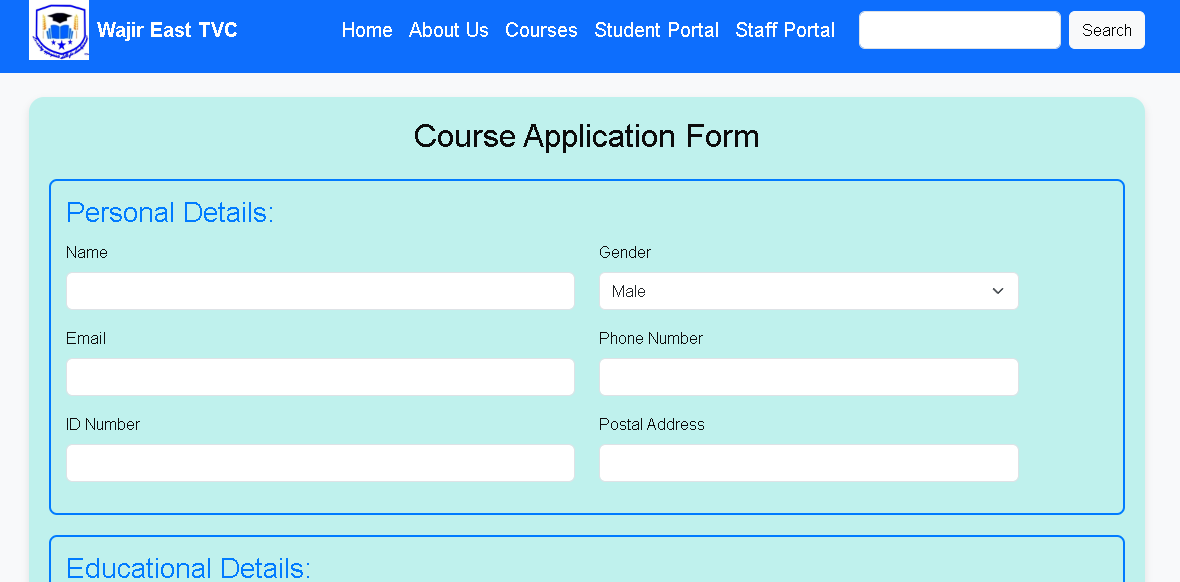 Wajir East TVC Home About Us Courses Student Portal Staff Portal Search
Course Application Form
Personal Details:
Name Gender
Male
Email Phone Number
ID Number Postal Address
Educational Details: